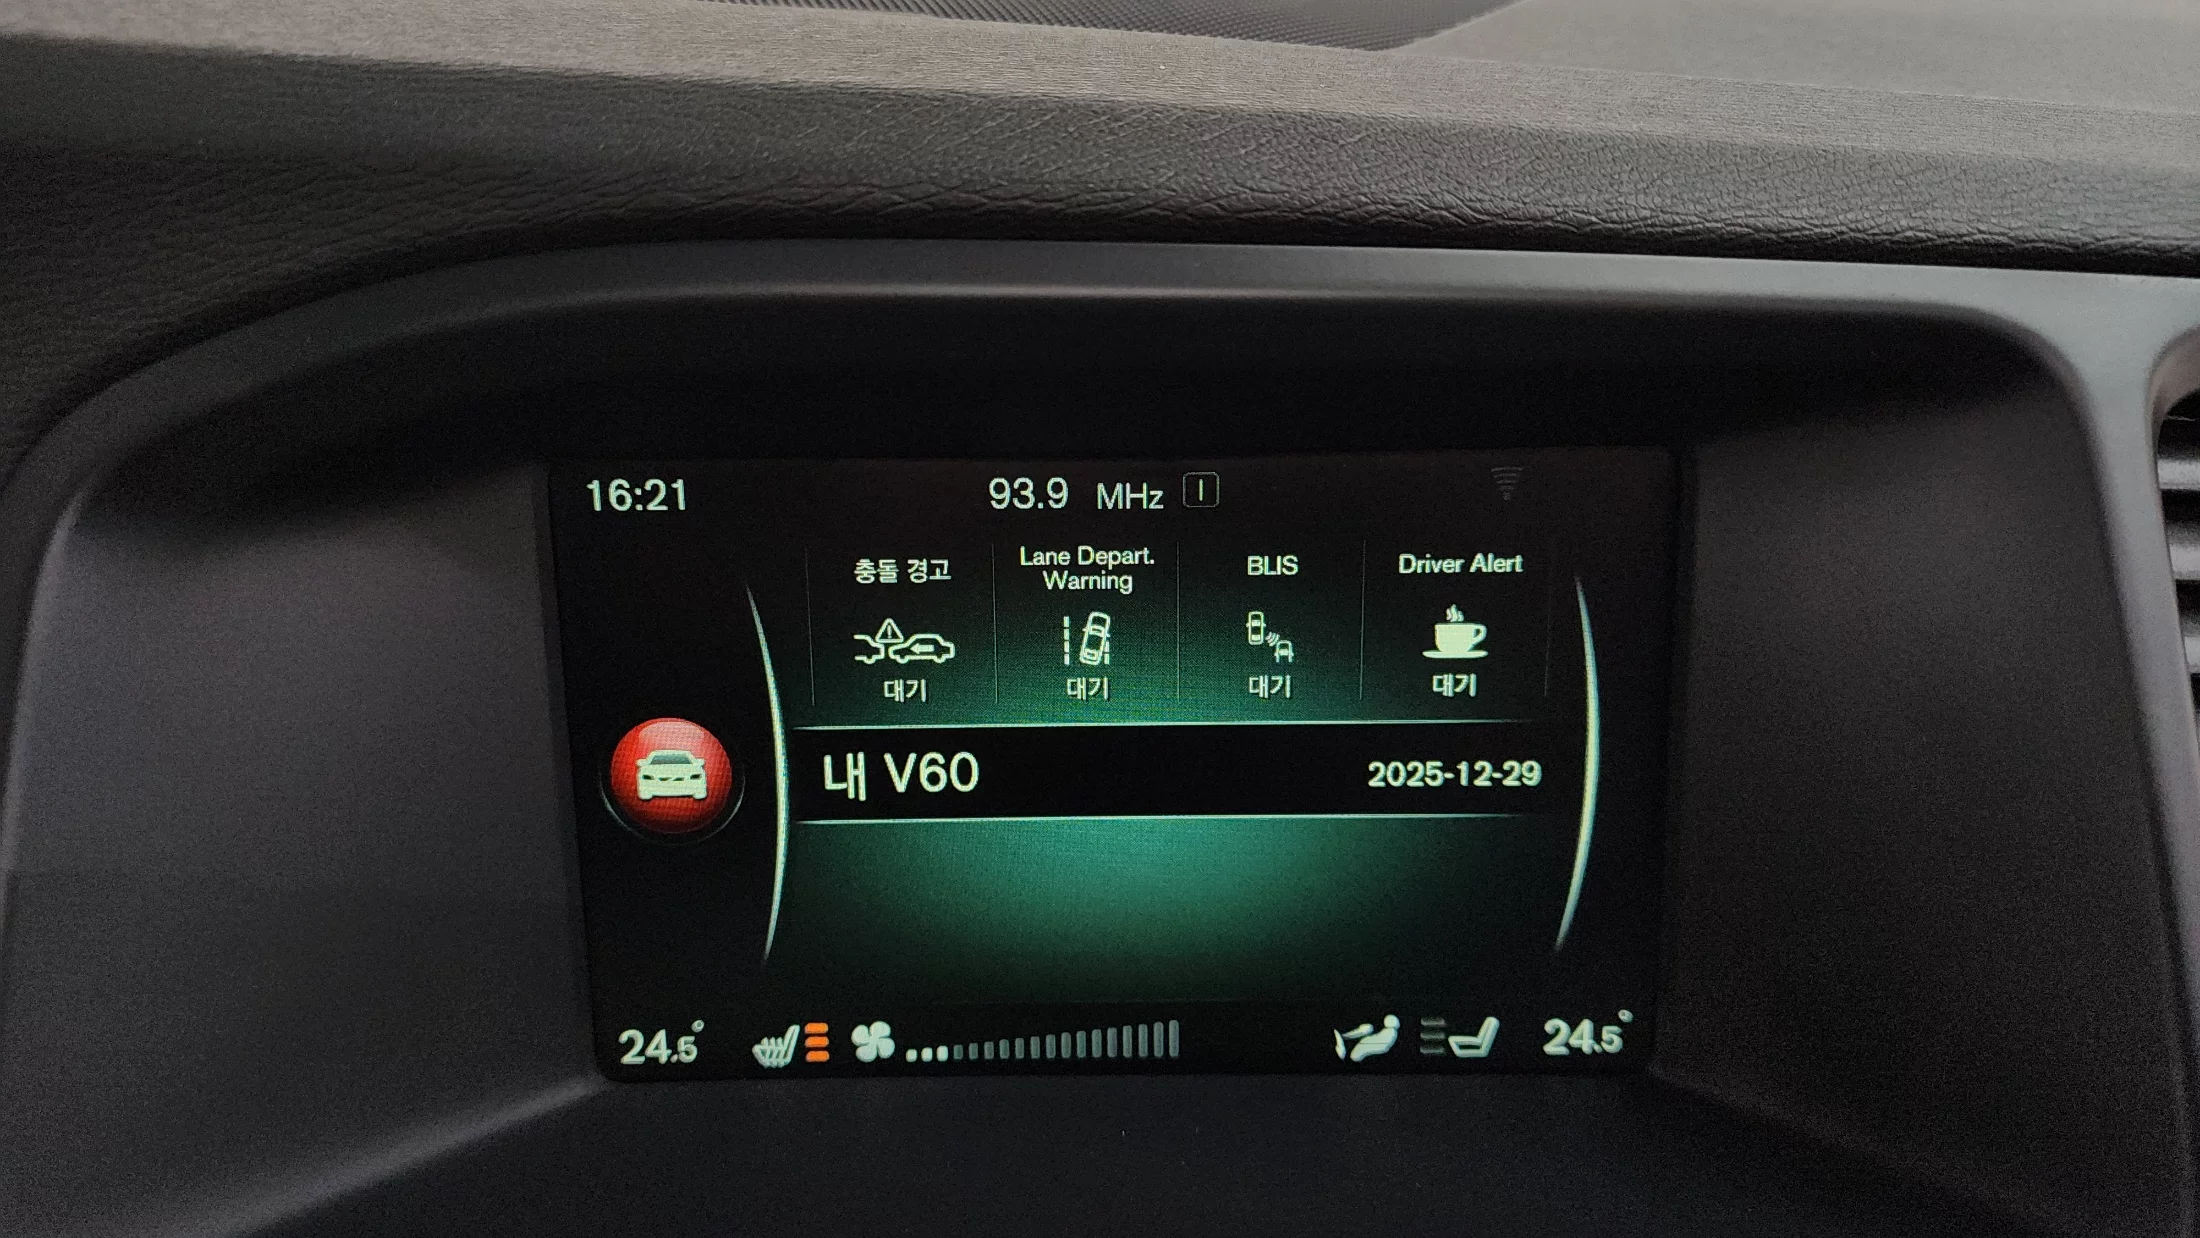 16:21
93.9 MHz I
충돌 경고
Lane Depart.
Warning
BLIS
Driver Alert
대기
대기
대기
대기
내 V60
2025-12-29
24.5°
24.5°